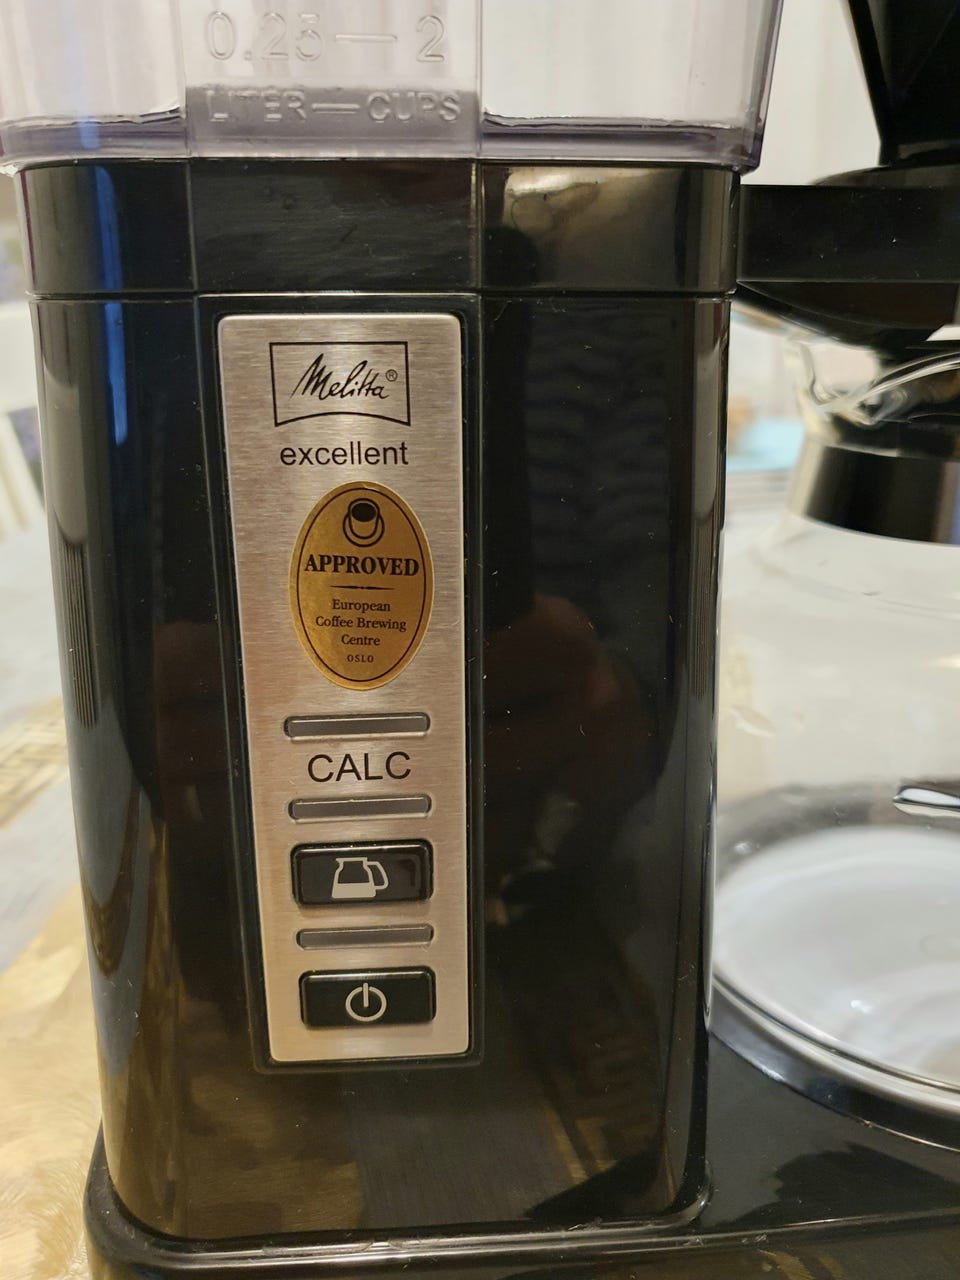 0.25 — 2
LITER — CUPS
Melitta®
excellent
APPROVED
European
Coffee Brewing
Centre
OSLO
CALC